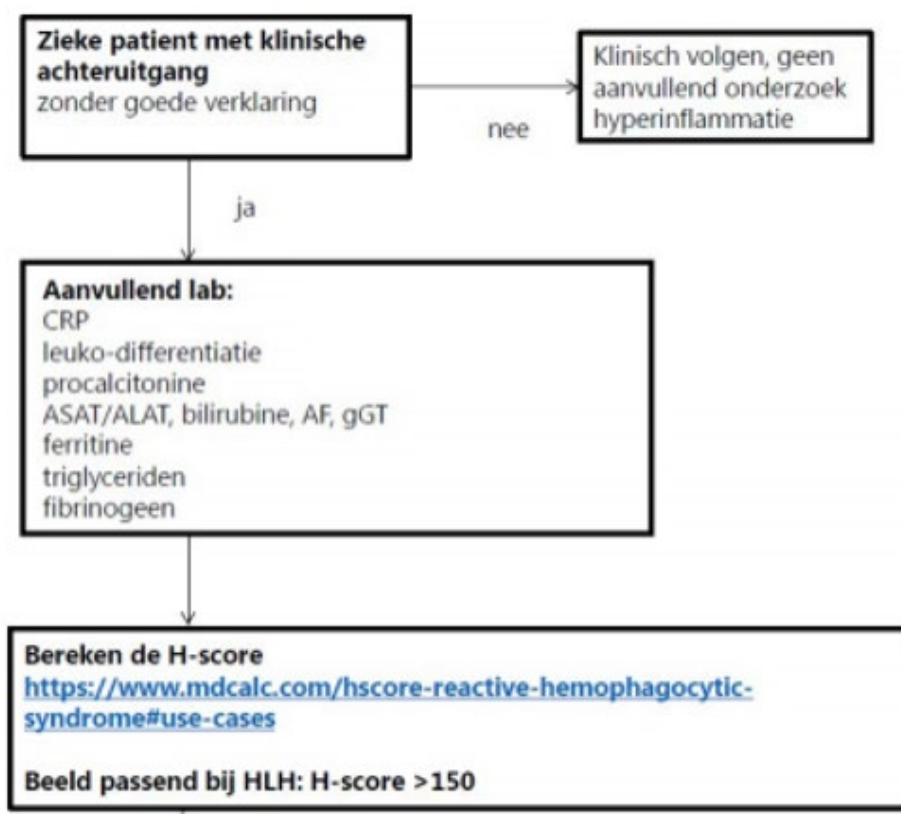 Zieke patient met klinische
achteruitgang
zonder goede verklaring
Klinisch volgen, geen
aanvullend onderzoek
hyperinflammatie
nee
ja
Aanvullend lab:
CRP
leuko-differentiatie
procalcitonine
ASAT/ALAT, bilirubine, AF, gGT
ferritine
triglyceriden
fibrinogeen
Bereken de H-score
https://www.mdcalc.com/hscore-reactive-hemophagocytic-
syndrome#use-cases
Beeld passend bij HLH: H-score >150